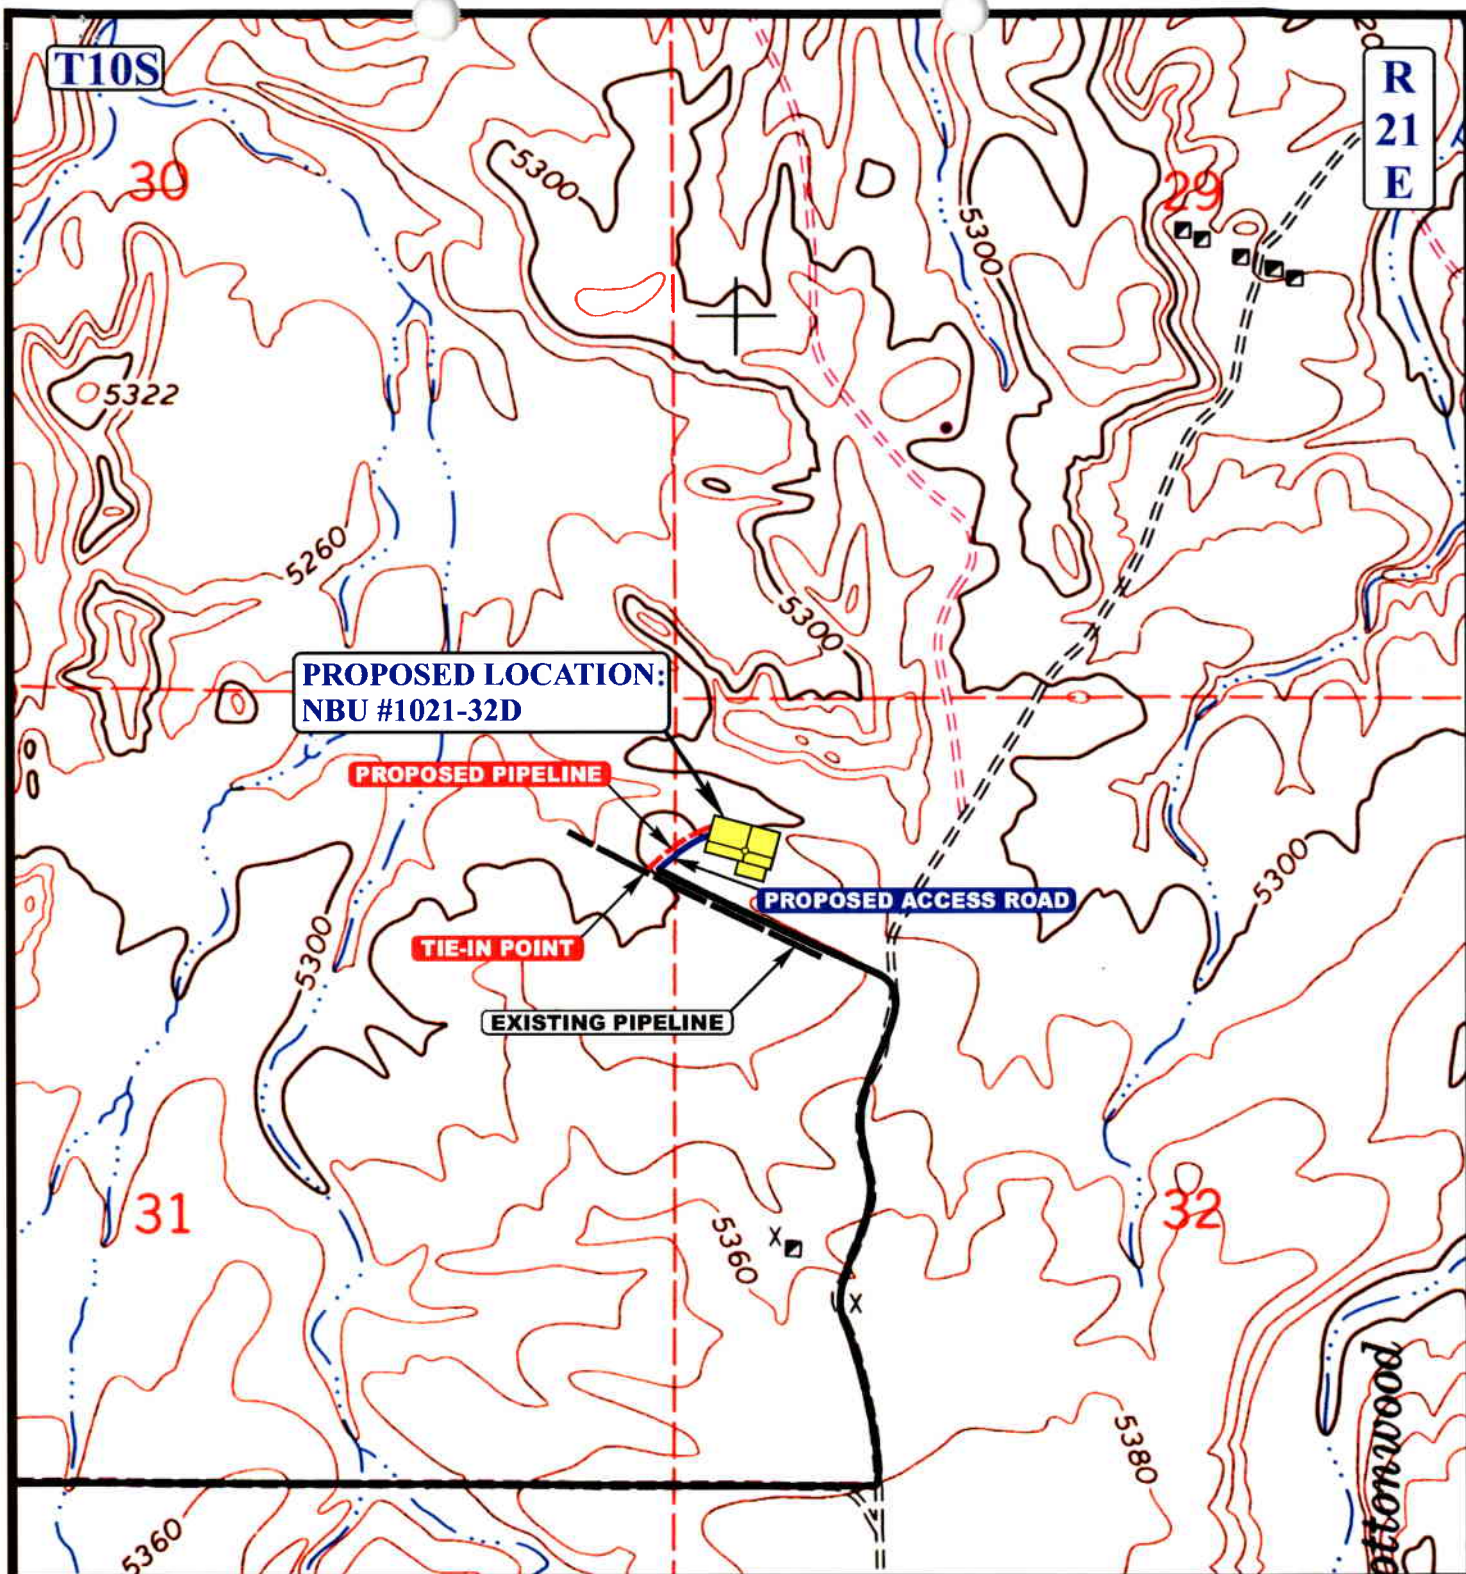 T10S
R
21
E
30
29
5300
5300
5322
5260
5300
PROPOSED LOCATION:
NBU #1021-32D
PROPOSED PIPELINE
PROPOSED ACCESS ROAD
5300
TIE-IN POINT
5300
EXISTING PIPELINE
31
32
5360
X
X
5380
5360
ottonwood